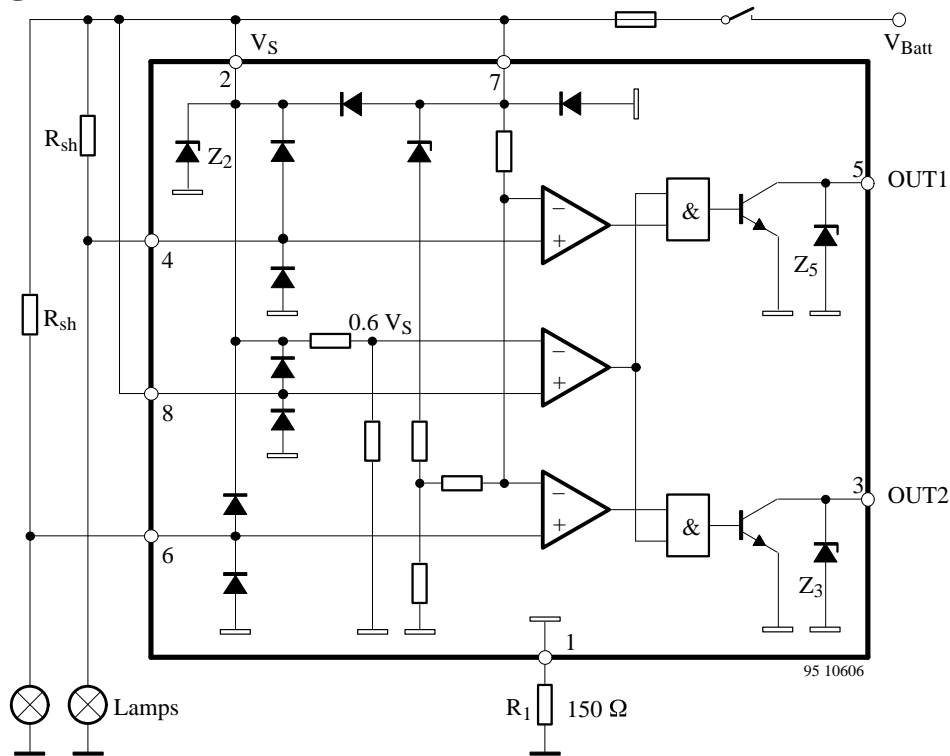 V_S
V_Batt
2
7
R_sh
Z_2
5
OUT1
&
−
+
4
Z_5
R_sh
0.6 V_S
−
+
8
3
OUT2
−
+
&
6
Z_3
1
95 10606
Lamps
R_1
150 Ω